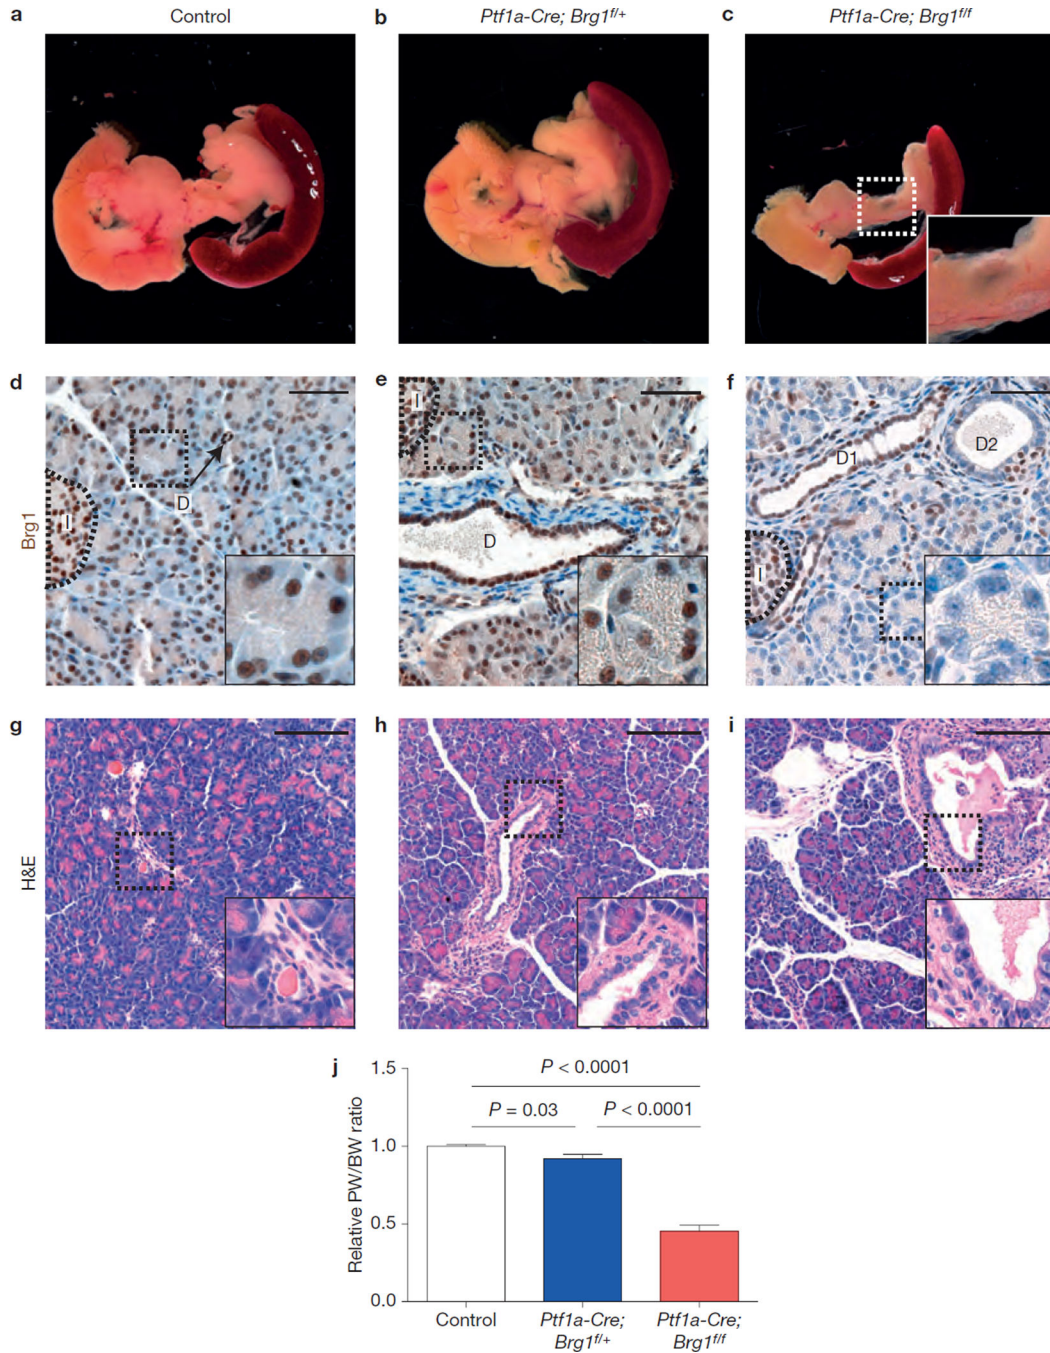 a Control
b Ptf1a-Cre; Brg1f/+
c Ptf1a-Cre; Brg1f/f
Brg1
d
I
D
e
I
D
f
D1
D2
I
H&E
g
h
i
j
Relative PW/BW ratio
1.5
1.0
0.5
0.0
P < 0.0001
P = 0.03
P < 0.0001
Control
Ptf1a-Cre;
Brg1f/+
Ptf1a-Cre;
Brg1f/f